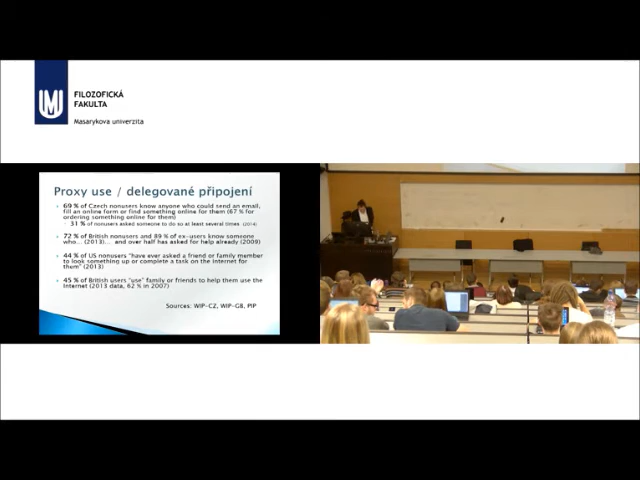 FILOZOFICKÁ
FAKULTA
Masarykova univerzita
Proxy use / delegované připojení
69 % of Czech nonusers know anyone who could send an email,
fill an online form or find something online for them (67 % for
ordering something online for them)
31 % of nonusers asked someone to do so at least several times (2014)
72 % of British nonusers and 89 % of ex-users know someone
who... (2013)... and over half has asked for help already (2009)
44 % of US nonusers "have ever asked a friend or family member
to look something up or complete a task on the Internet for
them" (2013)
45 % of British users "use" family or friends to help them use the
Internet (2013 data, 62 % in 2007)
Sources: WIP-CZ, WIP-GB, PIP